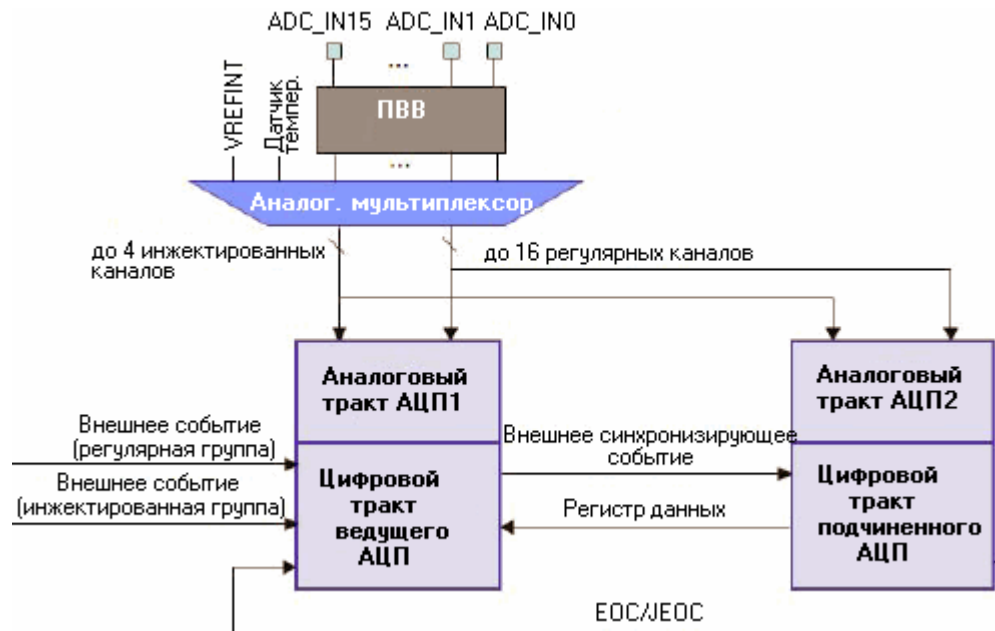 ADC_IN15 ADC_IN1 ADC_IN0
...
VREFINT
Датчик
темпер.
ПВВ
...
Аналог. мультиплексор
до 4 инжектированных
каналов
до 16 регулярных каналов
Аналоговый
тракт АЦП1
Аналоговый
тракт АЦП2
Внешнее событие
(регулярная группа)
Внешнее событие
(инжектированная группа)
Цифровой
тракт
ведущего
АЦП
Внешнее синхронизирующее
событие
Регистр данных
Цифровой
тракт
подчиненного
АЦП
EOC/JEOC